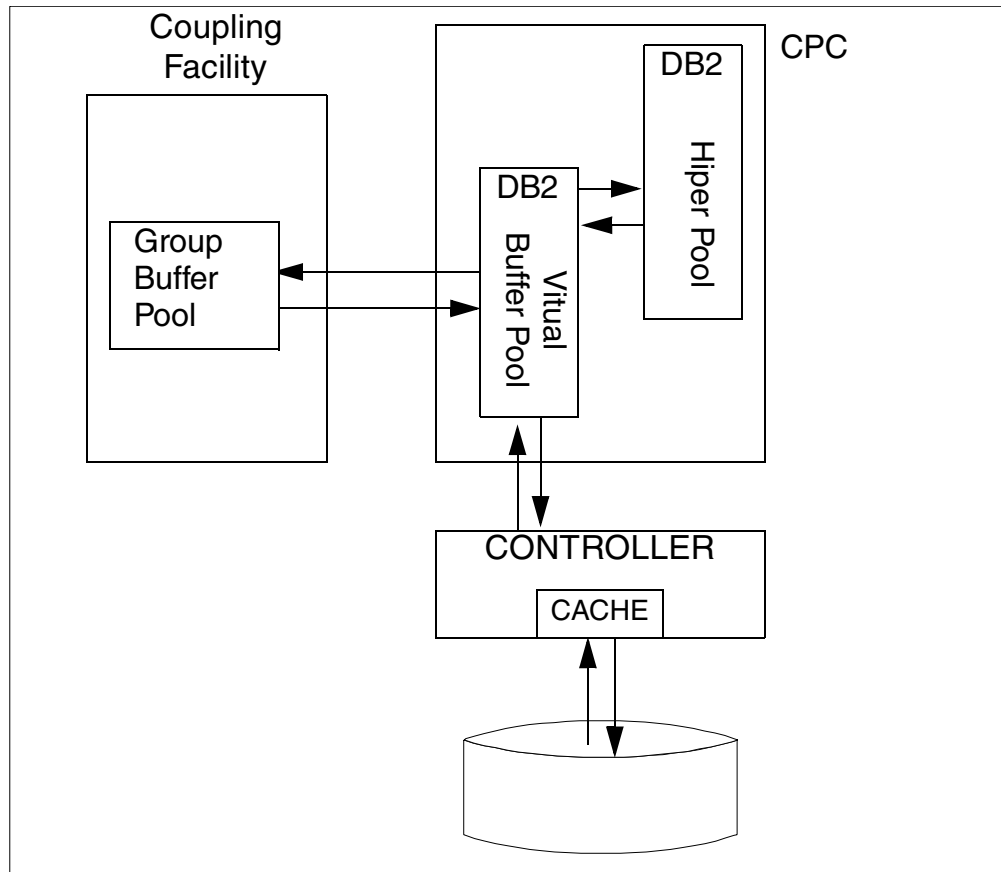 Coupling
Facility
CPC
DB2
Hiper Pool
DB2
Vitual
Buffer Pool
Group
Buffer
Pool
CONTROLLER
CACHE